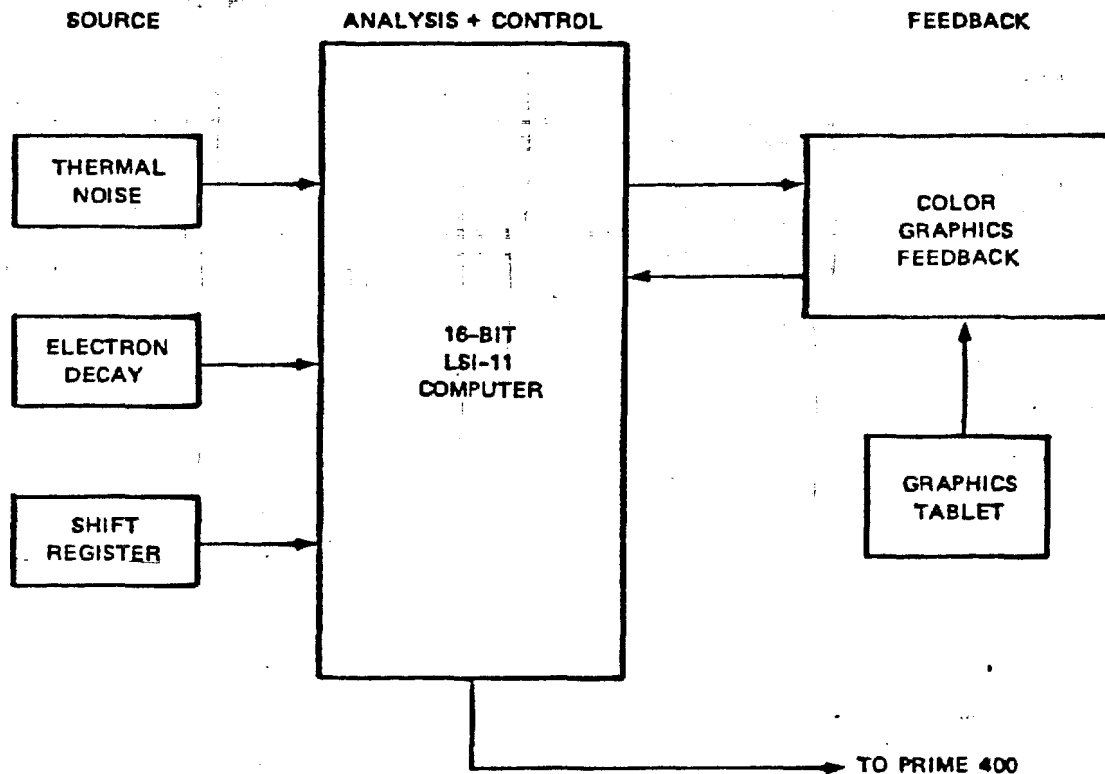 SOURCE
ANALYSIS + CONTROL
FEEDBACK
THERMAL
NOISE
COLOR
GRAPHICS
FEEDBACK
ELECTRON
DECAY
16-BIT
LSI-11
COMPUTER
GRAPHICS
TABLET
SHIFT
REGISTER
TO PRIME 400